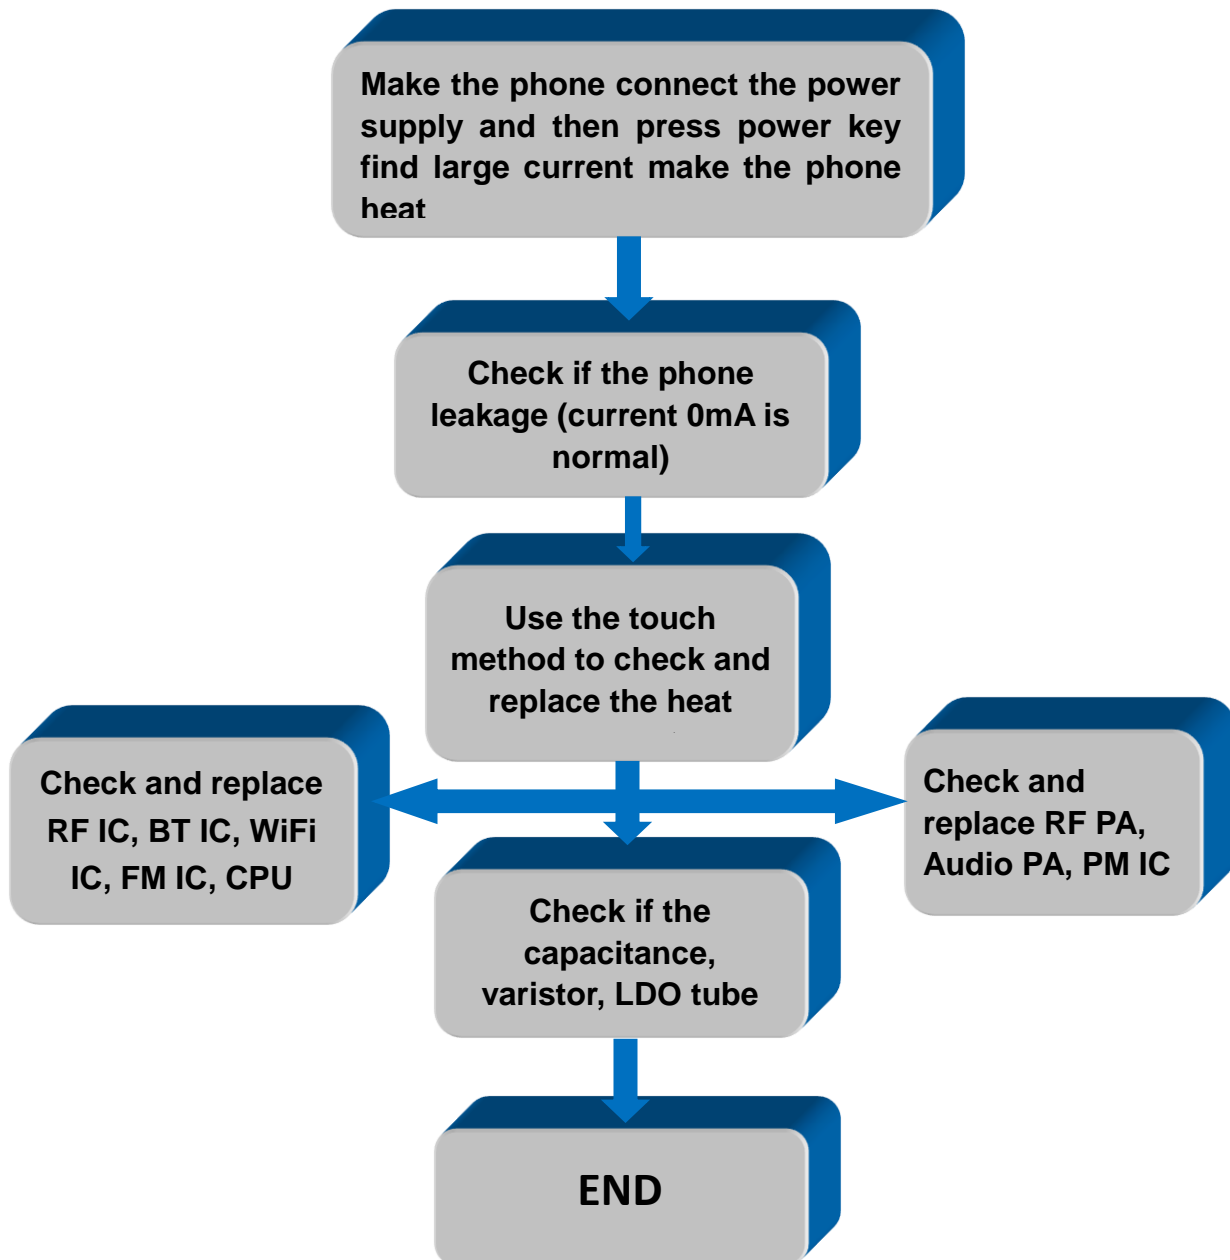 Make the phone connect the power
supply and then press power key
find large current make the phone
heat
Check if the phone
leakage (current 0mA is
normal)
Use the touch
method to check and
replace the heat
Check and replace
RF IC, BT IC, WiFi
IC, FM IC, CPU
Check and
replace RF PA,
Audio PA, PM IC
Check if the
capacitance,
varistor, LDO tube
END